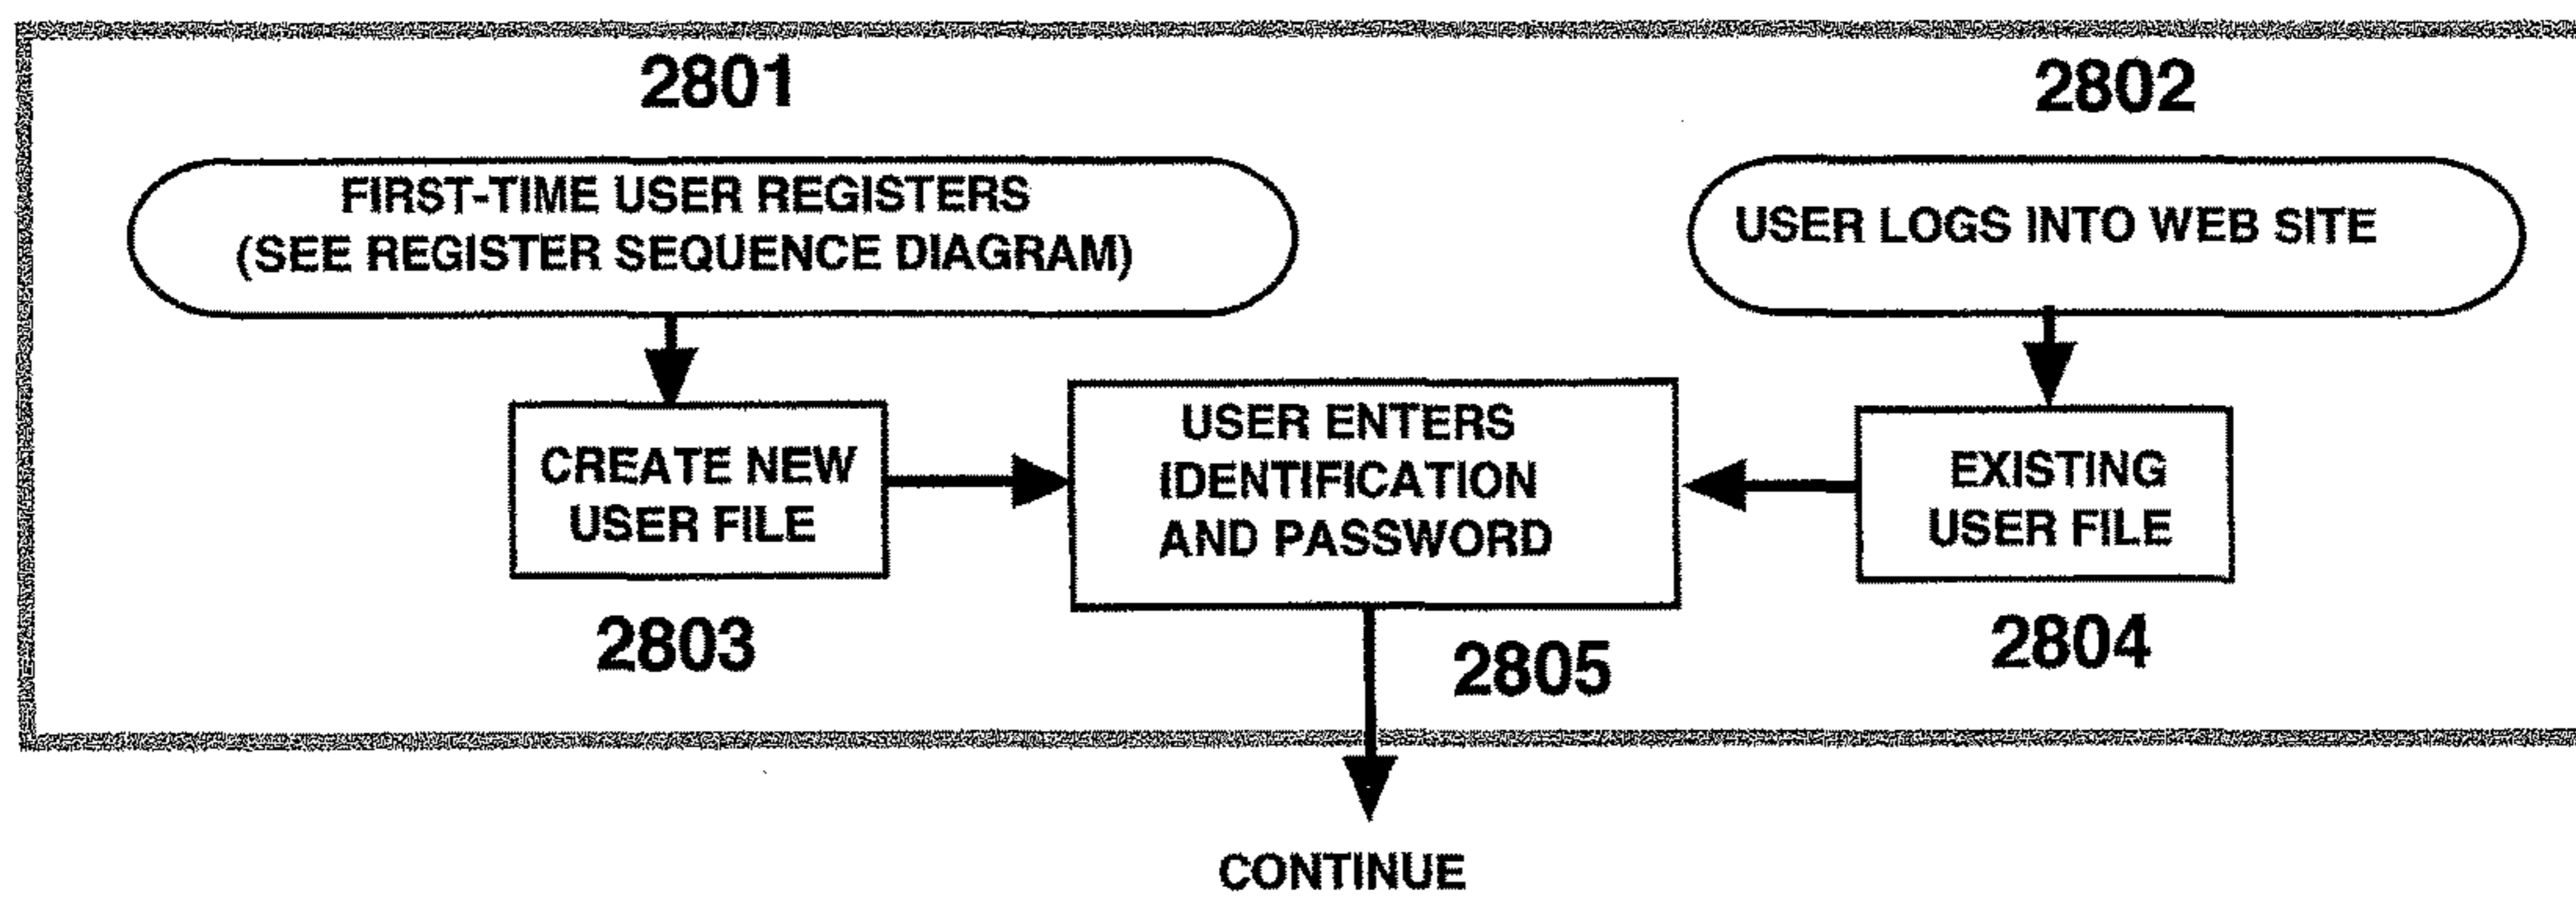 2801
2802
FIRST-TIME USER REGISTERS
(SEE REGISTER SEQUENCE DIAGRAM)
USER LOGS INTO WEB SITE
CREATE NEW
USER FILE
USER ENTERS
IDENTIFICATION
AND PASSWORD
EXISTING
USER FILE
2803
2805
2804
CONTINUE